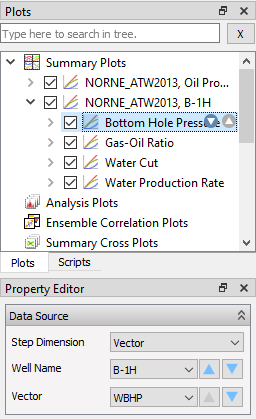 Plots
Type here to search in tree.
X
Summary Plots
NORNE_ATW2013, Oil Pro...
NORNE_ATW2013, B-1H
Bottom Hole Pressure
Gas-Oil Ratio
Water Cut
Water Production Rate
Analysis Plots
Ensemble Correlation Plots
Summary Cross Plots
Plots Scripts
Property Editor
Data Source
Step Dimension Vector
Well Name B-1H
Vector WBHP